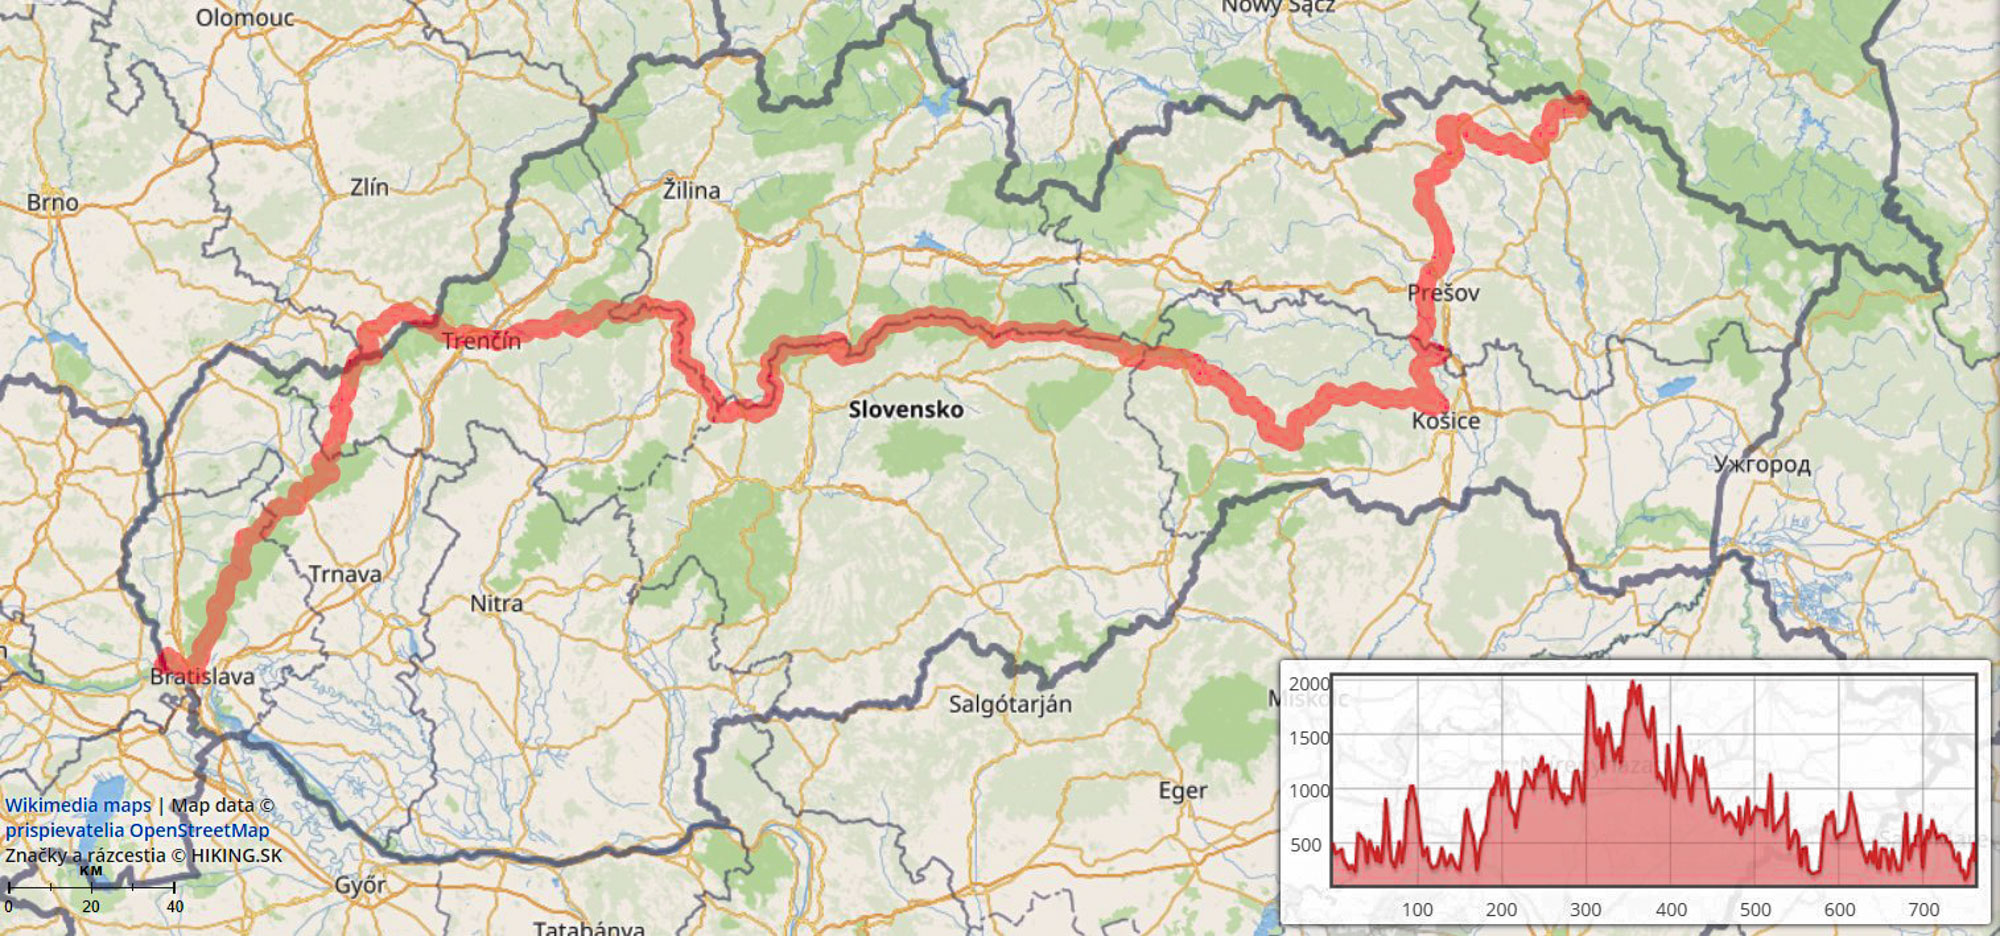 Olomouc
Nowy Sącz
Zlín
Žilina
Brno
Prešov
Trenčín
Slovensko
Košice
Ужгород
Trnava
Nitra
Bratislava
Salgótarján
Eger
Győr
Tatabánya
Wikimedia maps | Map data ©
prispievatelia OpenStreetMap
Značky a rázcestia © HIKING.SK
KM
0 20 40
2000
1500
1000
500
100 200 300 400 500 600 700